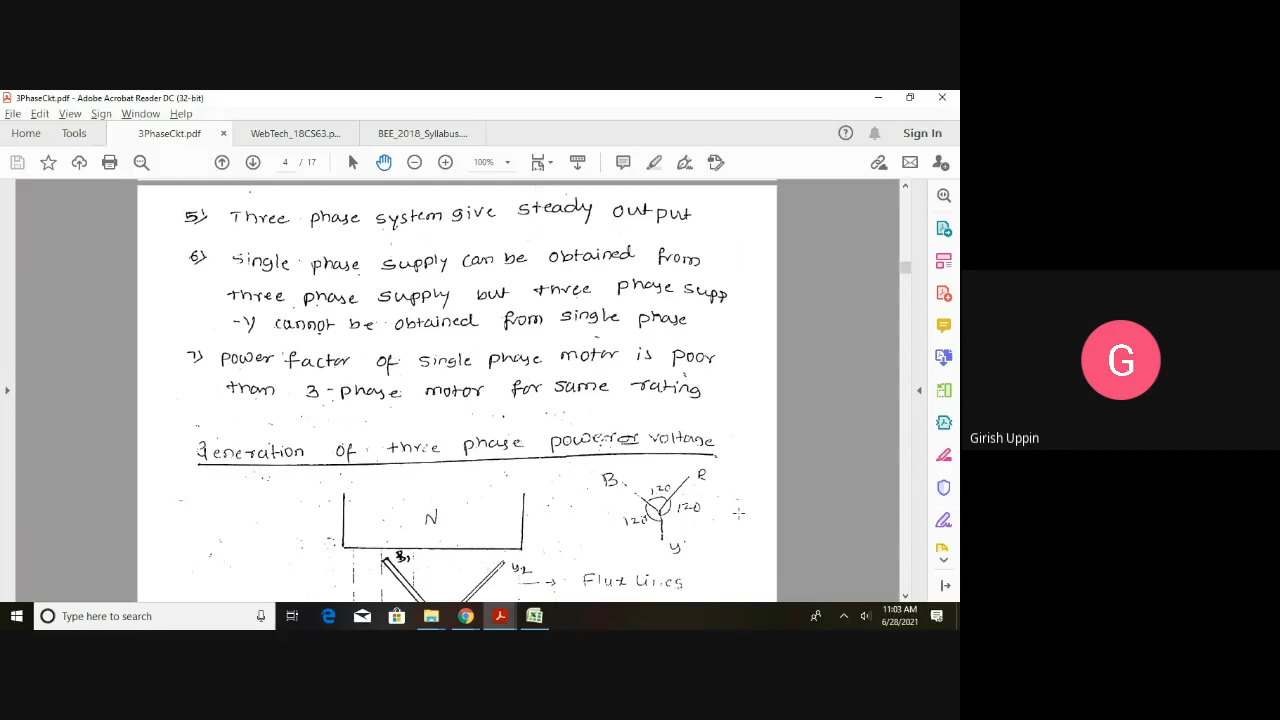 3PhaseCkt.pdf - Adobe Acrobat Reader DC (32-bit)
File Edit View Sign Window Help
Home Tools 3PhaseCkt.pdf × WebTech_18CS63.p... BEE_2018_Syllabus.... Sign In
4 / 17 100%
5) Three phase system give steady output
6) Single phase supply can be obtained from
three phase supply but three phase supp
-y cannot be obtained from single phase
7) power factor of single phase motor is poor
than 3-phase motor for same rating
Generation of three phase power or voltage
B R
120
120 120
Y
N
B1
Y2
Flux lines
G
Girish Uppin
Type here to search
11:03 AM
6/28/2021